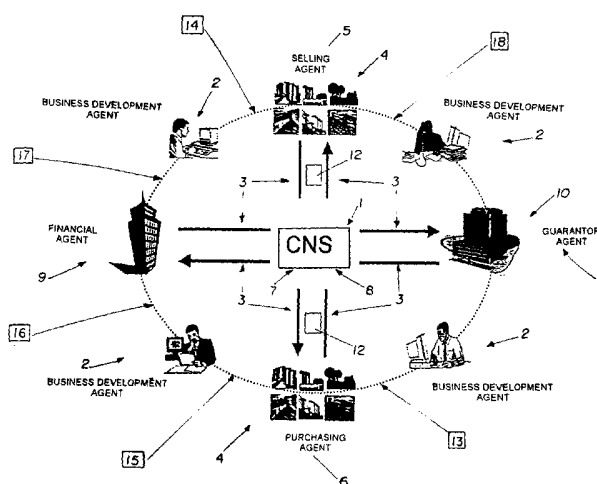 14
5
SELLING
AGENT
4
18
BUSINESS DEVELOPMENT
AGENT
2
BUSINESS DEVELOPMENT
AGENT
2
17
12
3
3
1
10
FINANCIAL
AGENT
CNS
GUARANTOR
AGENT
9
7
8
3
3
16
12
2
2
BUSINESS DEVELOPMENT
AGENT
BUSINESS DEVELOPMENT
AGENT
15
4
PURCHASING
AGENT
13
6